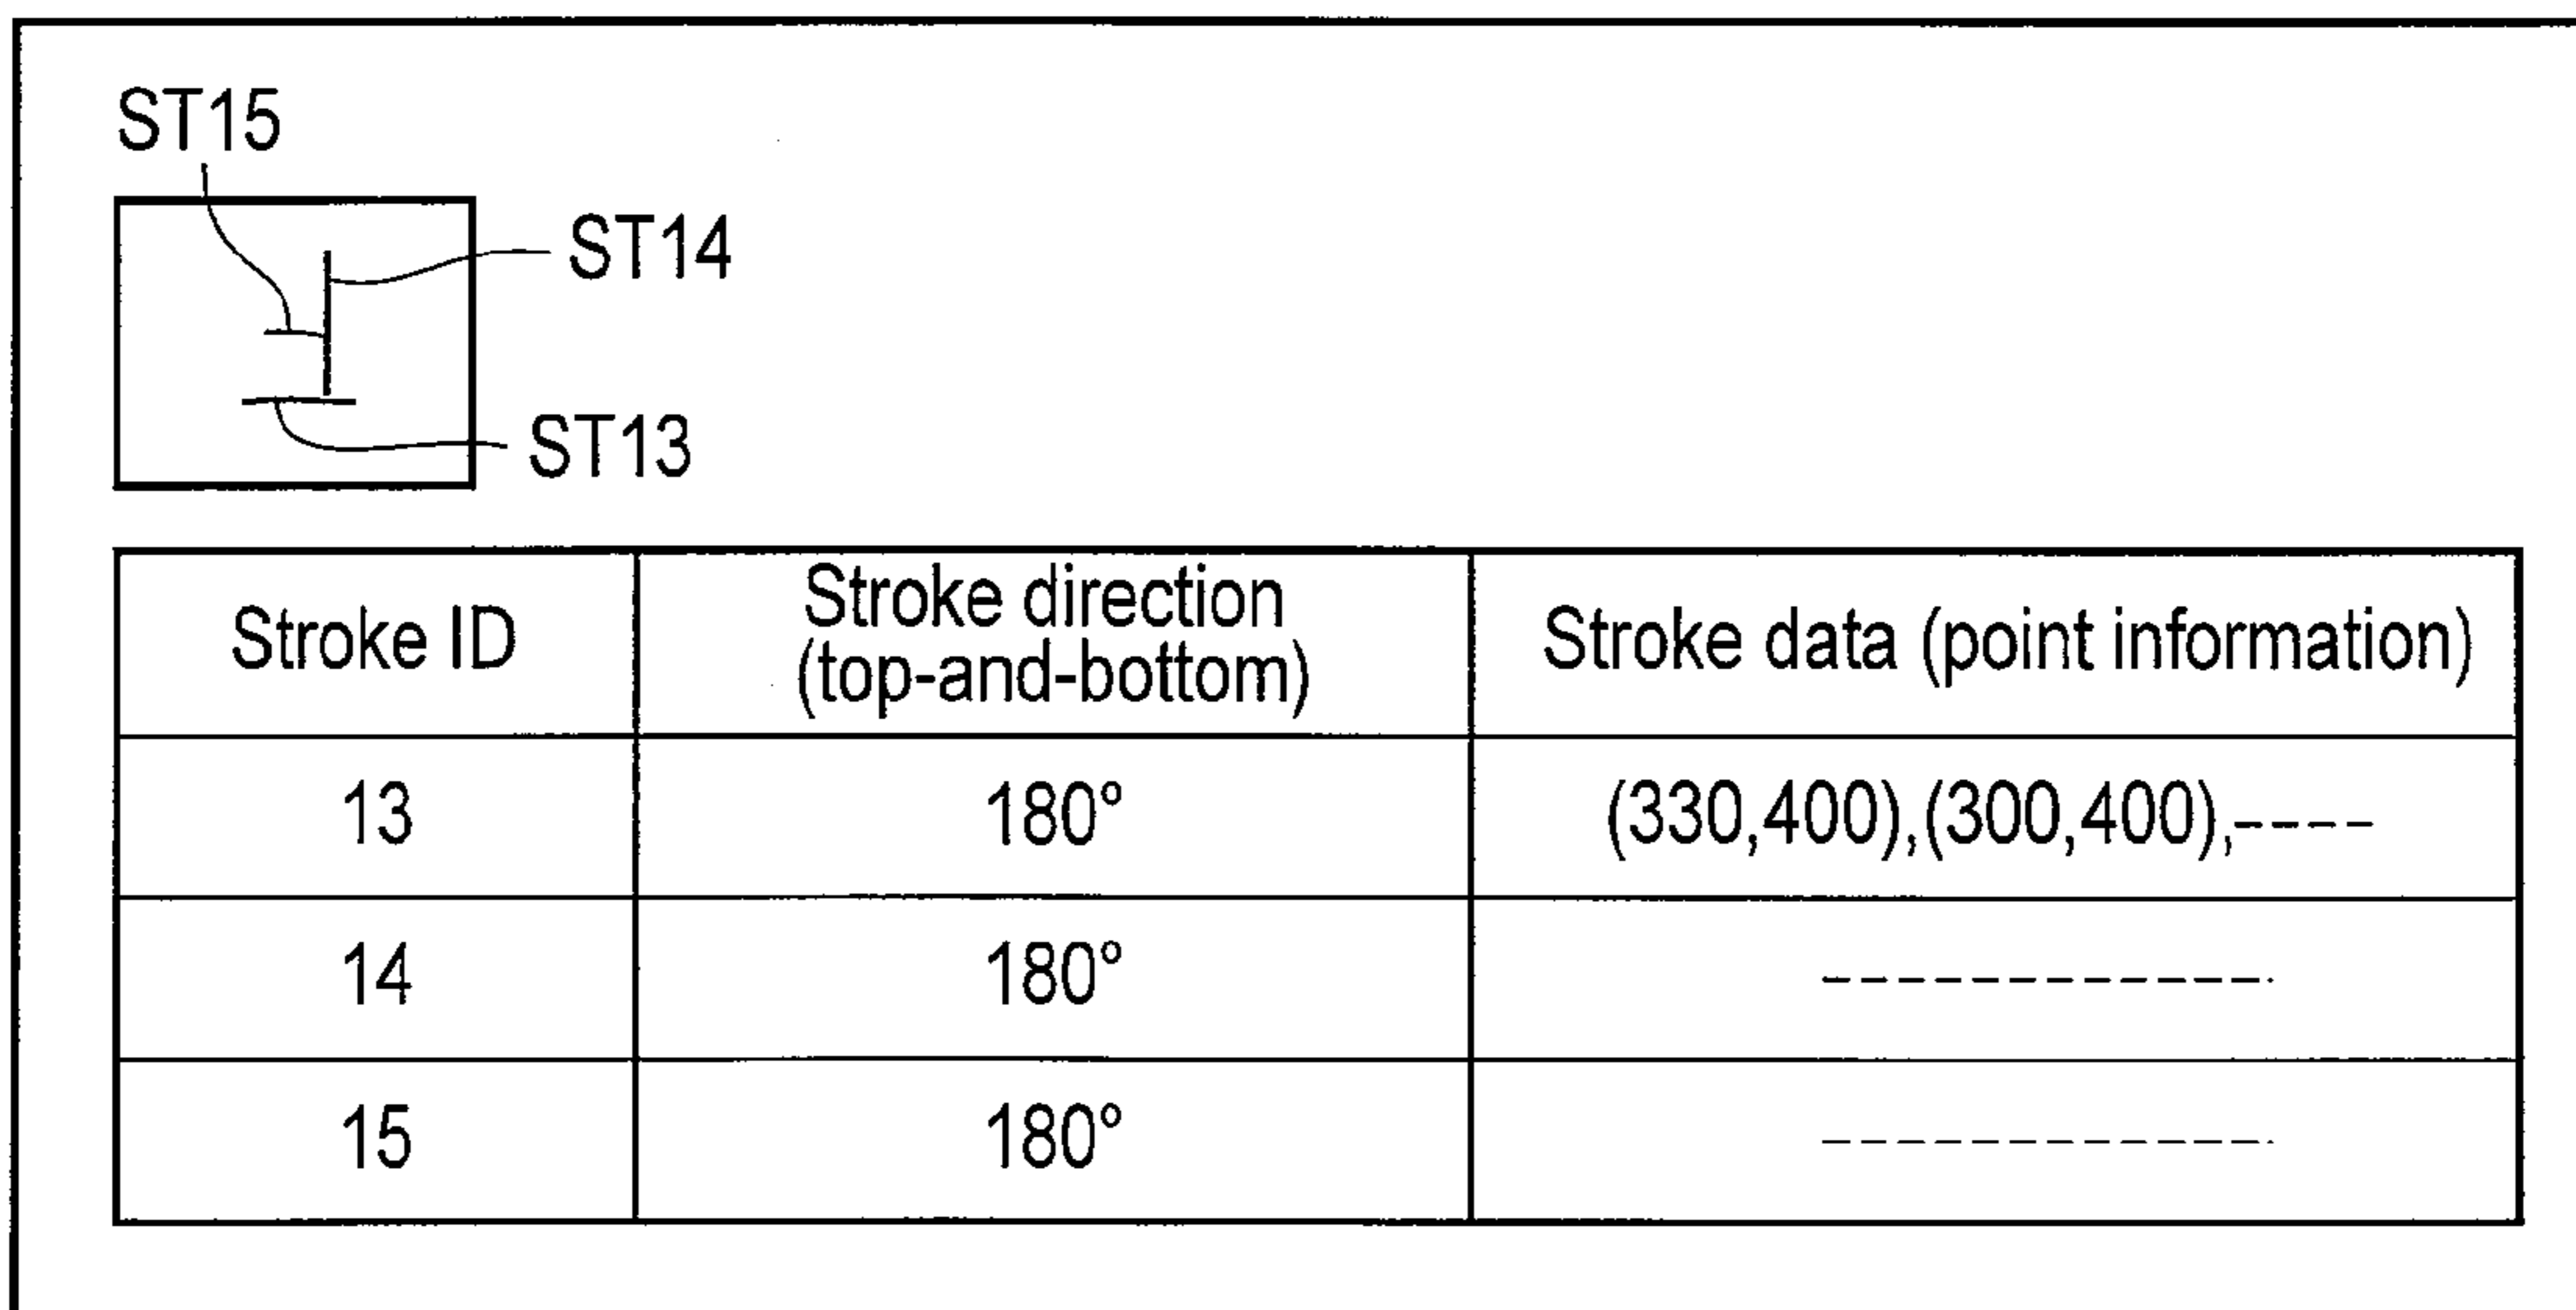 ST15
ST14
ST13
Stroke ID
Stroke direction
(top-and-bottom)
Stroke data (point information)
13
180°
(330,400),(300,400),----
14
180°
------------
15
180°
------------